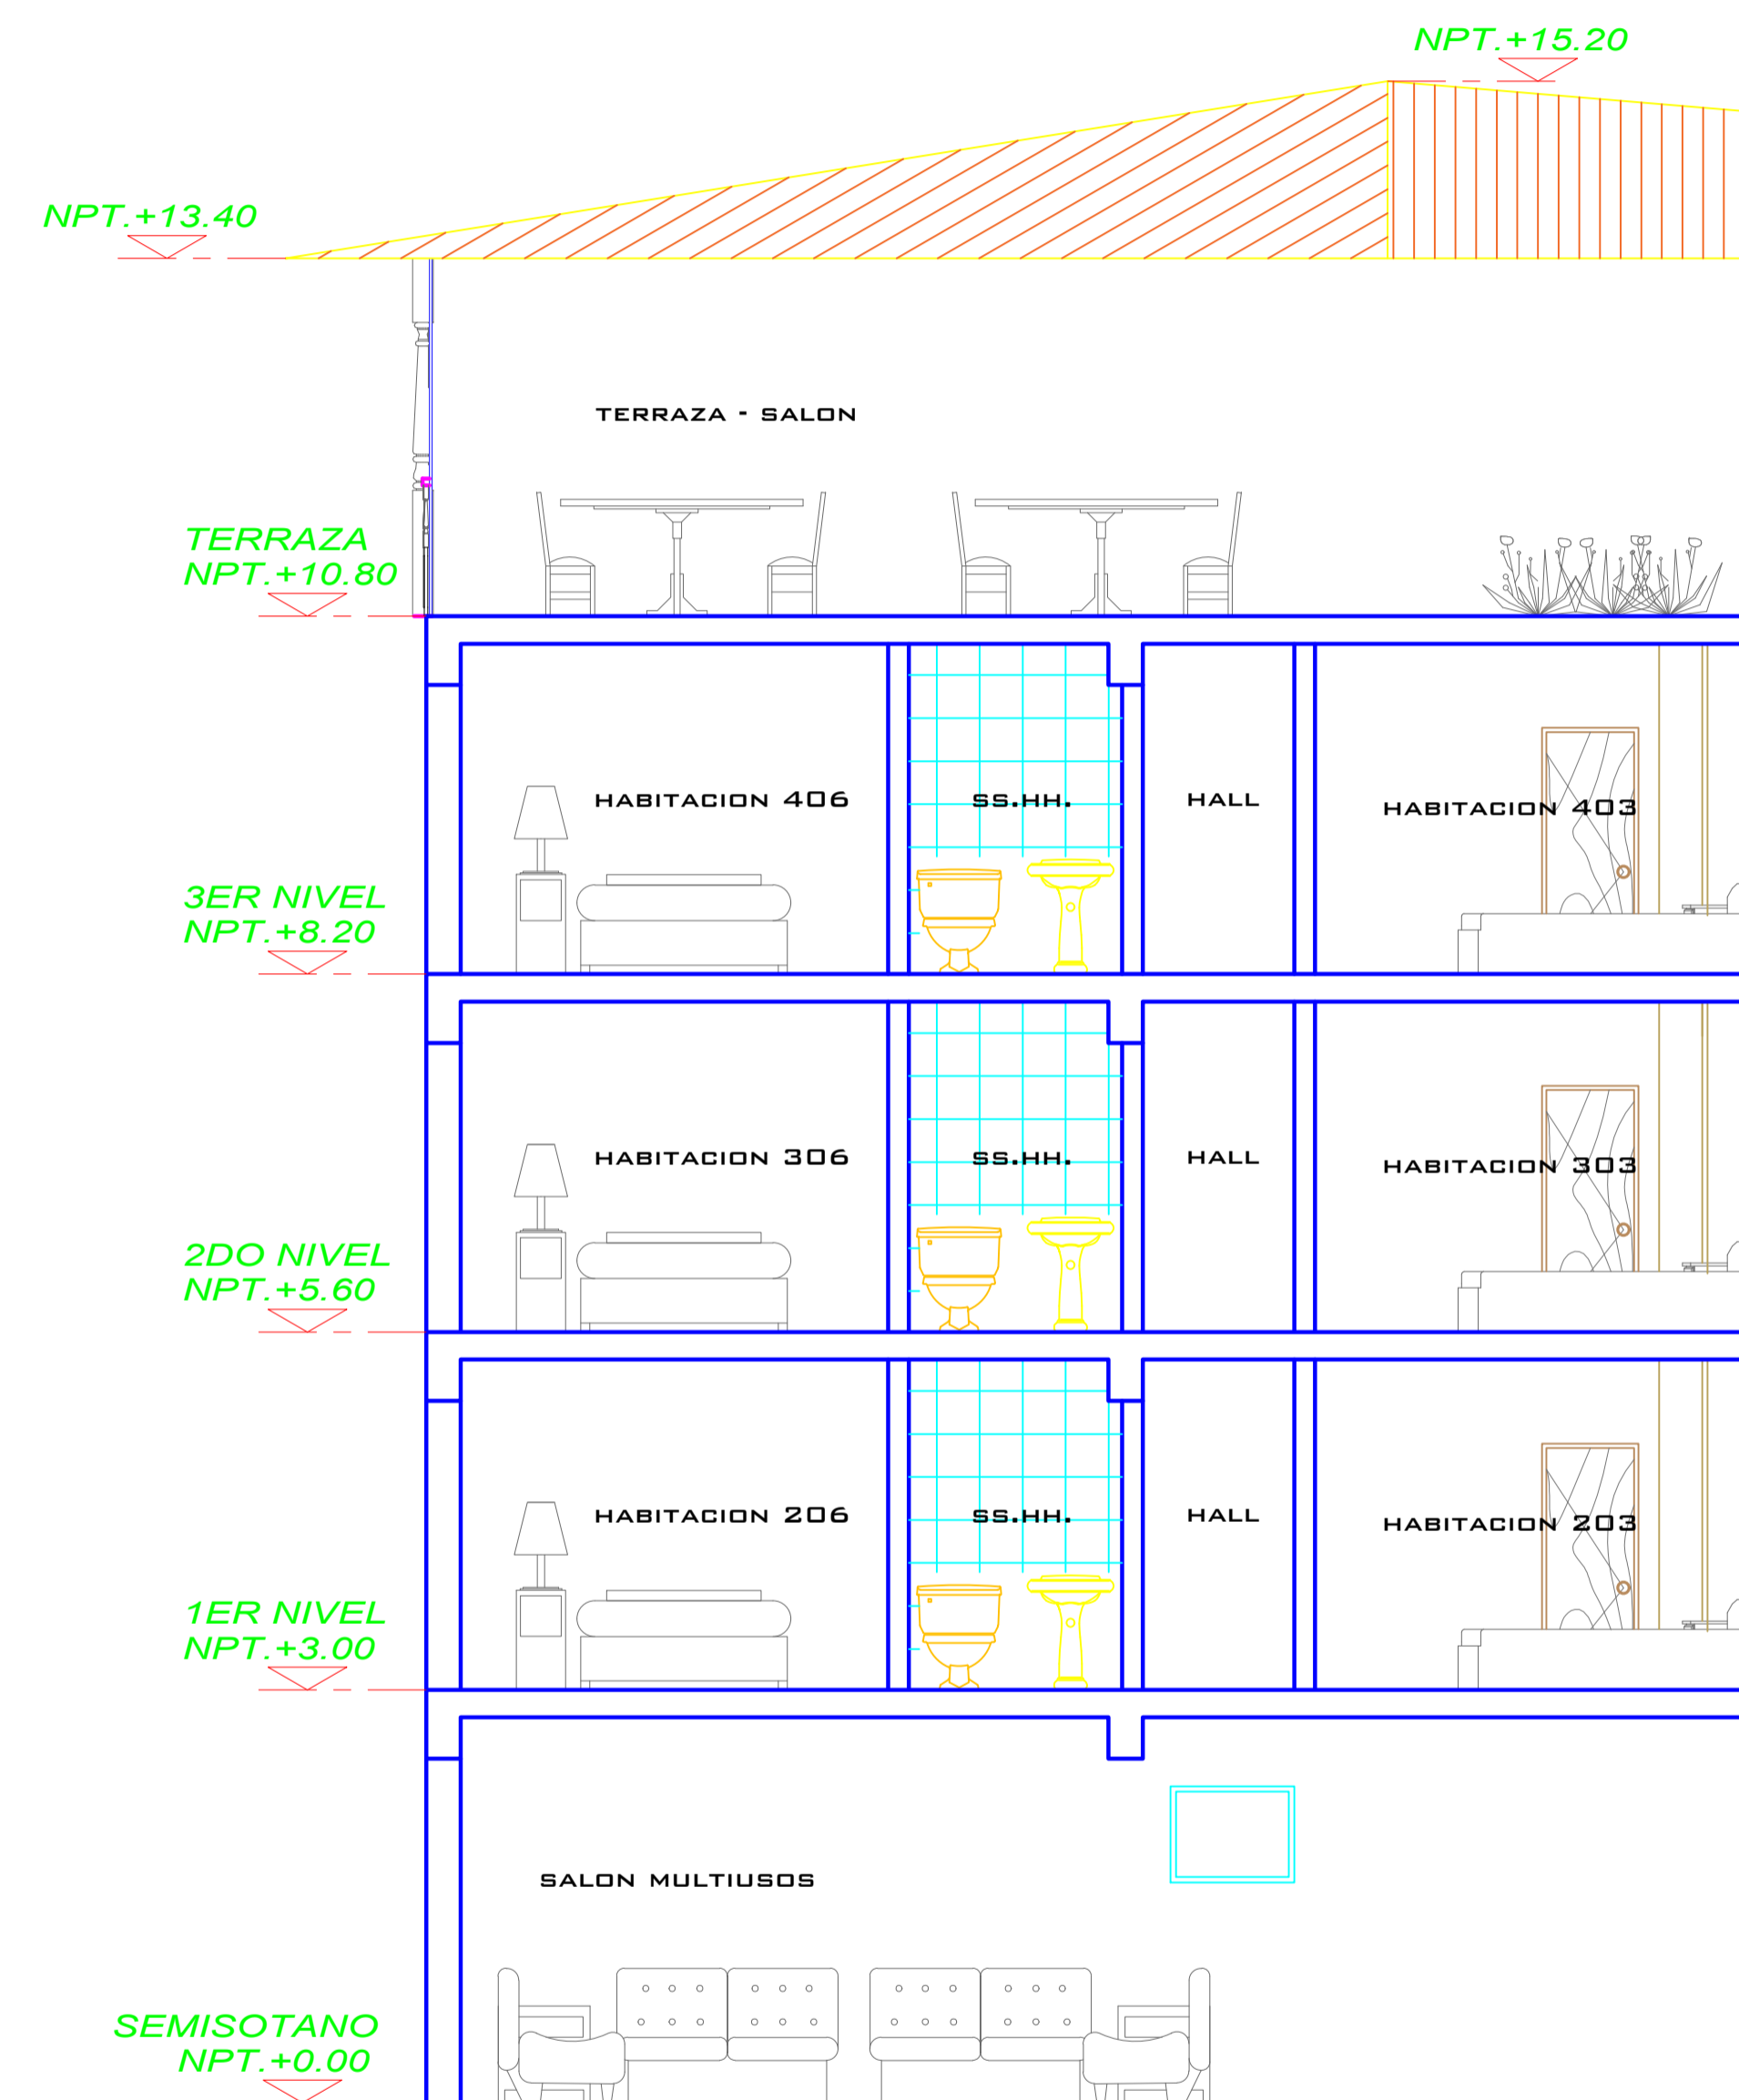 NPT.+15.20
NPT.+13.40
TERRAZA - SALON
TERRAZA
NPT.+10.80
HABITACION 406
SS.HH.
HALL
HABITACION 403
3ER NIVEL
NPT.+8.20
HABITACION 306
SS.HH.
HALL
HABITACION 303
2DO NIVEL
NPT.+5.60
HABITACION 206
SS.HH.
HALL
HABITACION 203
1ER NIVEL
NPT.+3.00
SALON MULTIUSOS
SEMISOTANO
NPT.+0.00